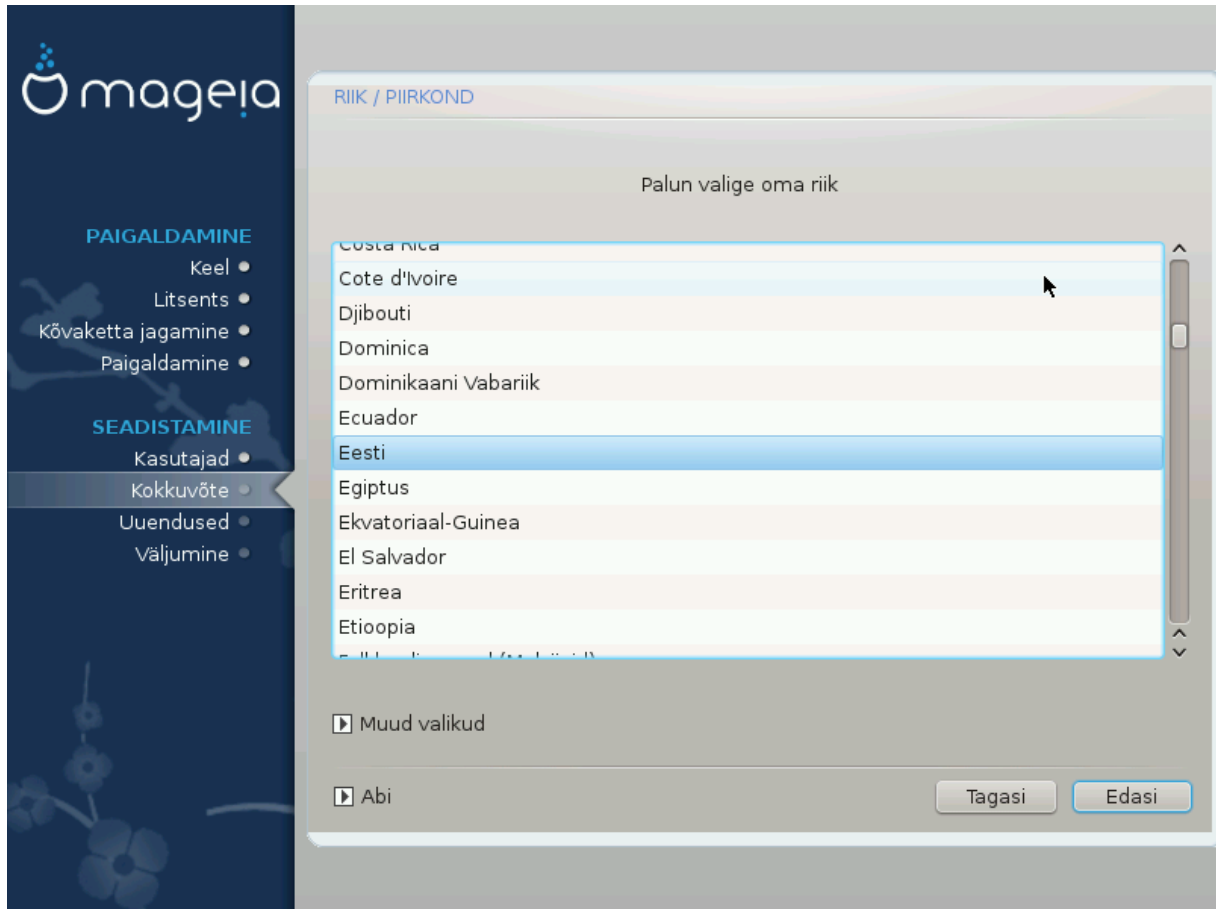 mageia
PAIGALDAMINE
Keel
Litsents
Kõvaketta jagamine
Paigaldamine
SEADISTAMINE
Kasutajad
Kokkuvõte
Uuendused
Väljumine
RIIK / PIIRKOND
Palun valige oma riik
Costa Rica
Cote d'Ivoire
Djibouti
Dominica
Dominikaani Vabariik
Ecuador
Eesti
Egiptus
Ekvatoriaal-Guinea
El Salvador
Eritrea
Etioopia
Muud valikud
Abi
Tagasi
Edasi